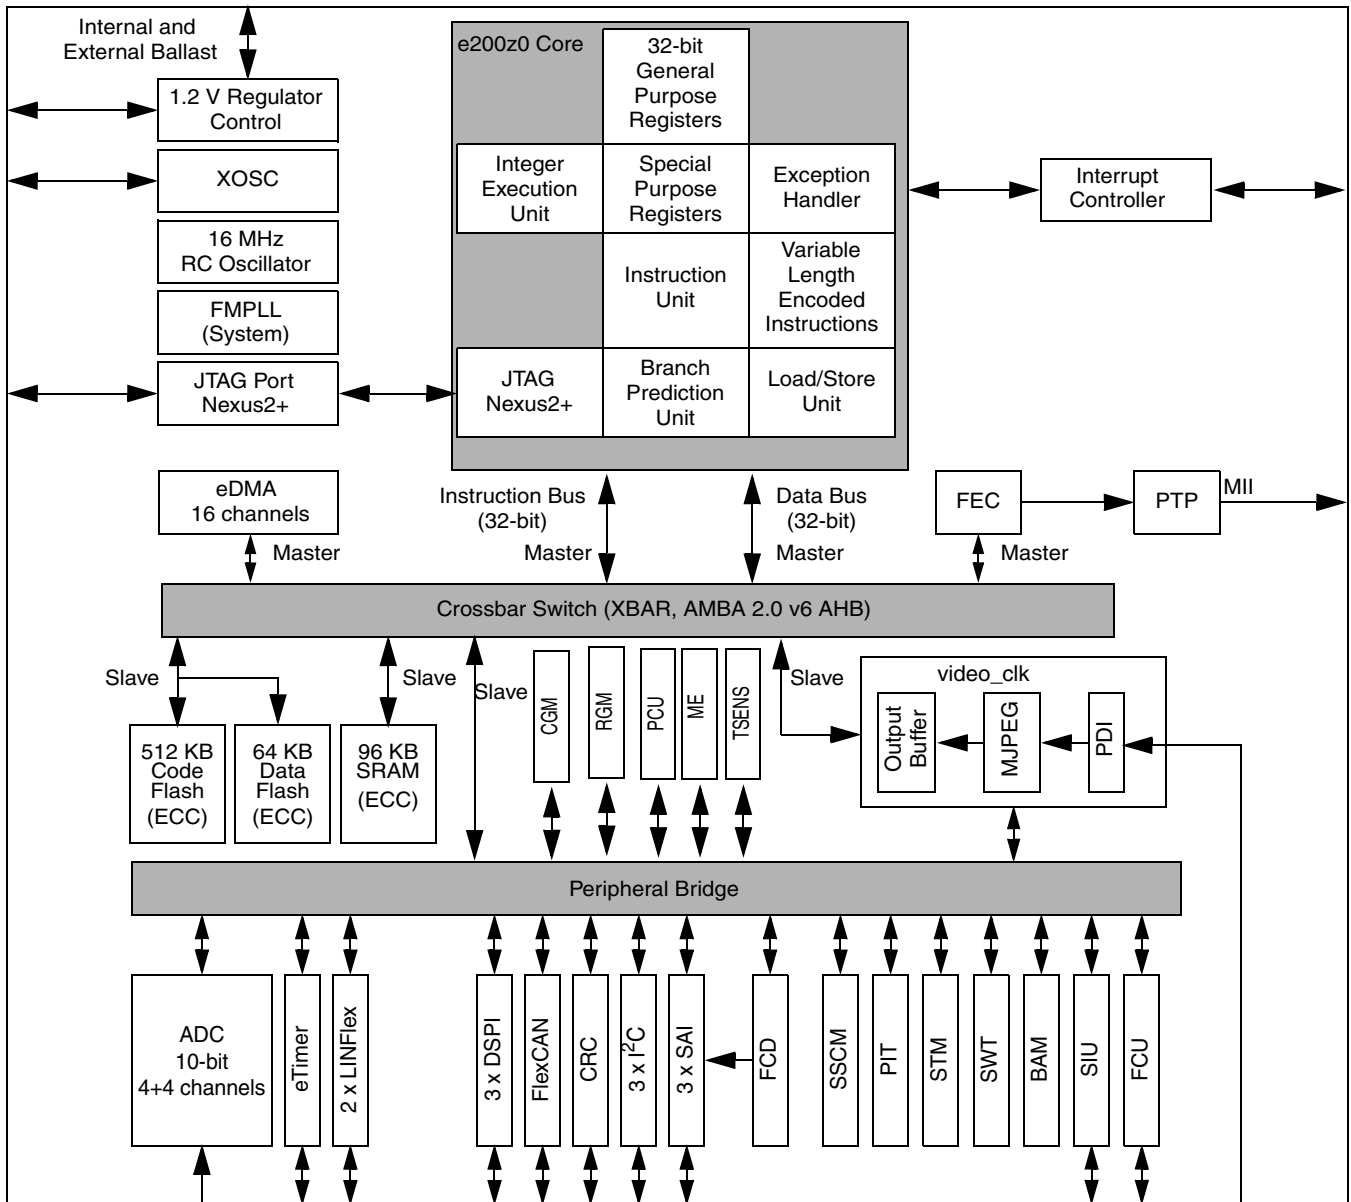 Internal and
External Ballast
1.2 V Regulator
Control
XOSC
16 MHz
RC Oscillator
FMPLL
(System)
JTAG Port
Nexus2+
e200z0 Core
32-bit
General
Purpose
Registers
Integer
Execution
Unit
Special
Purpose
Registers
Exception
Handler
Instruction
Unit
Variable
Length
Encoded
Instructions
JTAG
Nexus2+
Branch
Prediction
Unit
Load/Store
Unit
Interrupt
Controller
eDMA
16 channels
Master
Instruction Bus
(32-bit)
Master
Data Bus
(32-bit)
Master
FEC
Master
PTP
MII
Crossbar Switch (XBAR, AMBA 2.0 v6 AHB)
Slave
Slave
Slave
Slave
512 KB
Code
Flash
(ECC)
64 KB
Data
Flash
(ECC)
96 KB
SRAM
(ECC)
CGM
RGM
PCU
ME
TSENS
video_clk
Output
Buffer
MJPEG
PDI
Peripheral Bridge
ADC
10-bit
4+4 channels
eTimer
2 x LINFlex
3 x DSPI
FlexCAN
CRC
3 x I²C
3 x SAI
FCD
SSCM
PIT
STM
SWT
BAM
SIU
FCU